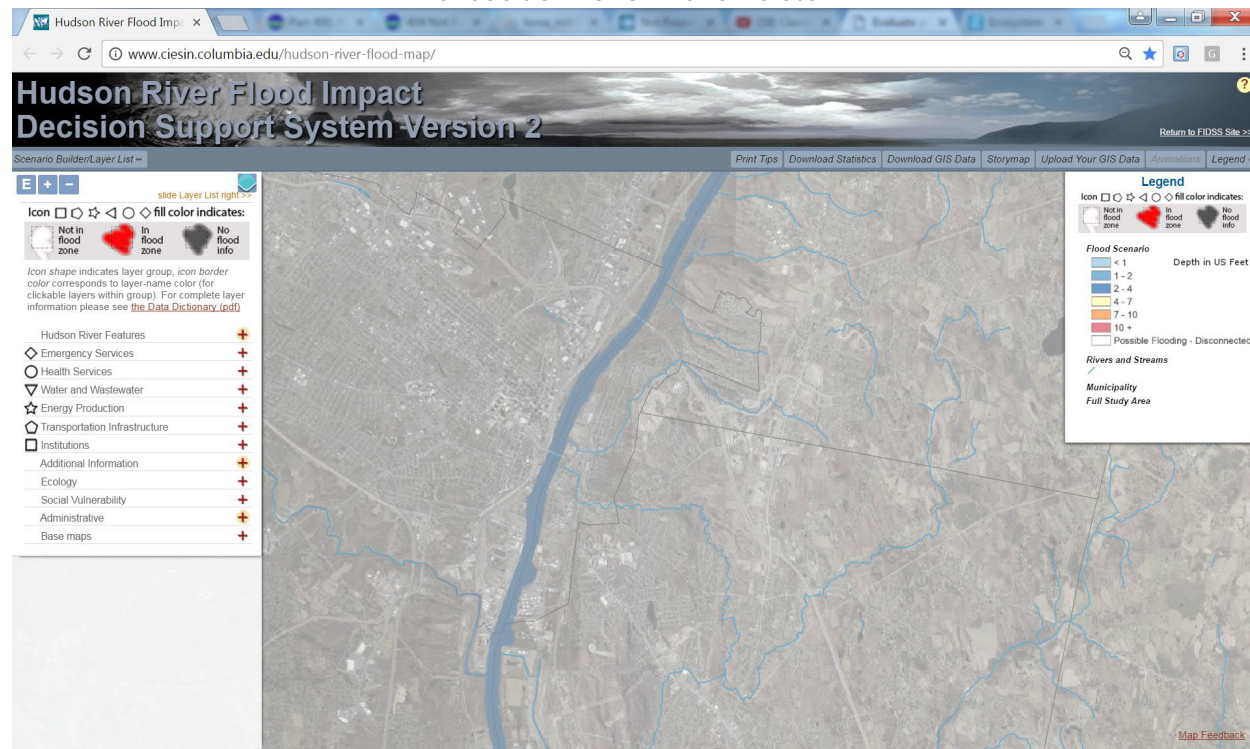 Hudson River Flood Imp
www.ciesin.columbia.edu/hudson-river-flood-map/
G
Hudson River Flood Impact
Decision Support System Version 2
?
Return to FIDSS Site >>
Scenario Builder/Layer List –
Print Tips
Download Statistics
Download GIS Data
Storymap
Upload Your GIS Data
Animations
Legend
E + –
slide Layer List right >>
Icon fill color indicates:
Not in flood zone
In flood zone
No flood info
Icon shape indicates layer group, icon border
color corresponds to layer-name color (for
clickable layers within group). For complete layer
information please see the Data Dictionary (pdf)
Hudson River Features +
Emergency Services +
Health Services +
Water and Wastewater +
Energy Production +
Transportation Infrastructure +
Institutions +
Additional Information +
Ecology +
Social Vulnerability +
Administrative +
Base maps +
Legend
Icon fill color indicates:
Not in flood zone
In flood zone
No flood info
Flood Scenario
< 1 Depth in US Feet
1 - 2
2 - 4
4 - 7
7 - 10
10 +
Possible Flooding - Disconnected
Rivers and Streams
Municipality
Full Study Area
Map Feedback